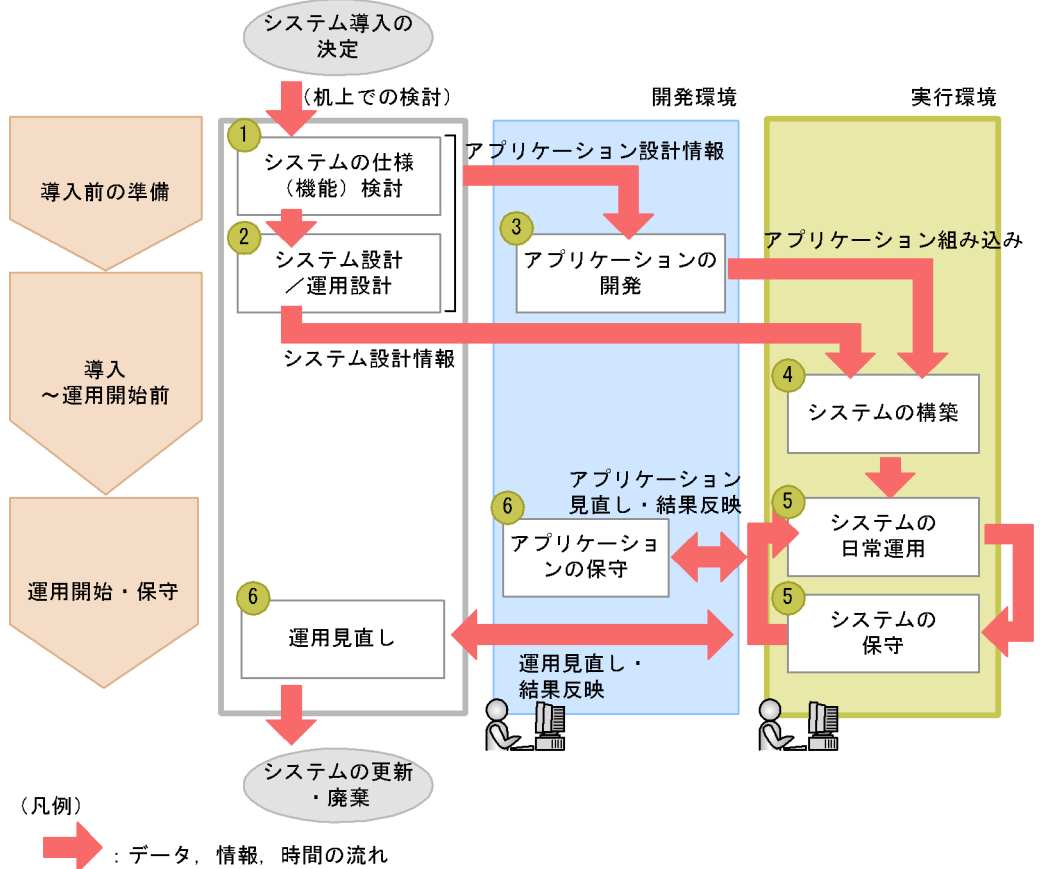 システム導入の
決定
(机上での検討)
開発環境
実行環境
導入前の準備
1
システムの仕様
(機能)検討
アプリケーション設計情報
2
システム設計
/運用設計
3
アプリケーションの
開発
アプリケーション組み込み
導入
~運用開始前
システム設計情報
4
システムの構築
アプリケーション
見直し・結果反映
5
システムの
日常運用
6
アプリケーショ
ンの保守
運用開始・保守
6
運用見直し
5
システムの
保守
運用見直し・
結果反映
システムの更新
・廃棄
(凡例)
:データ,情報,時間の流れ